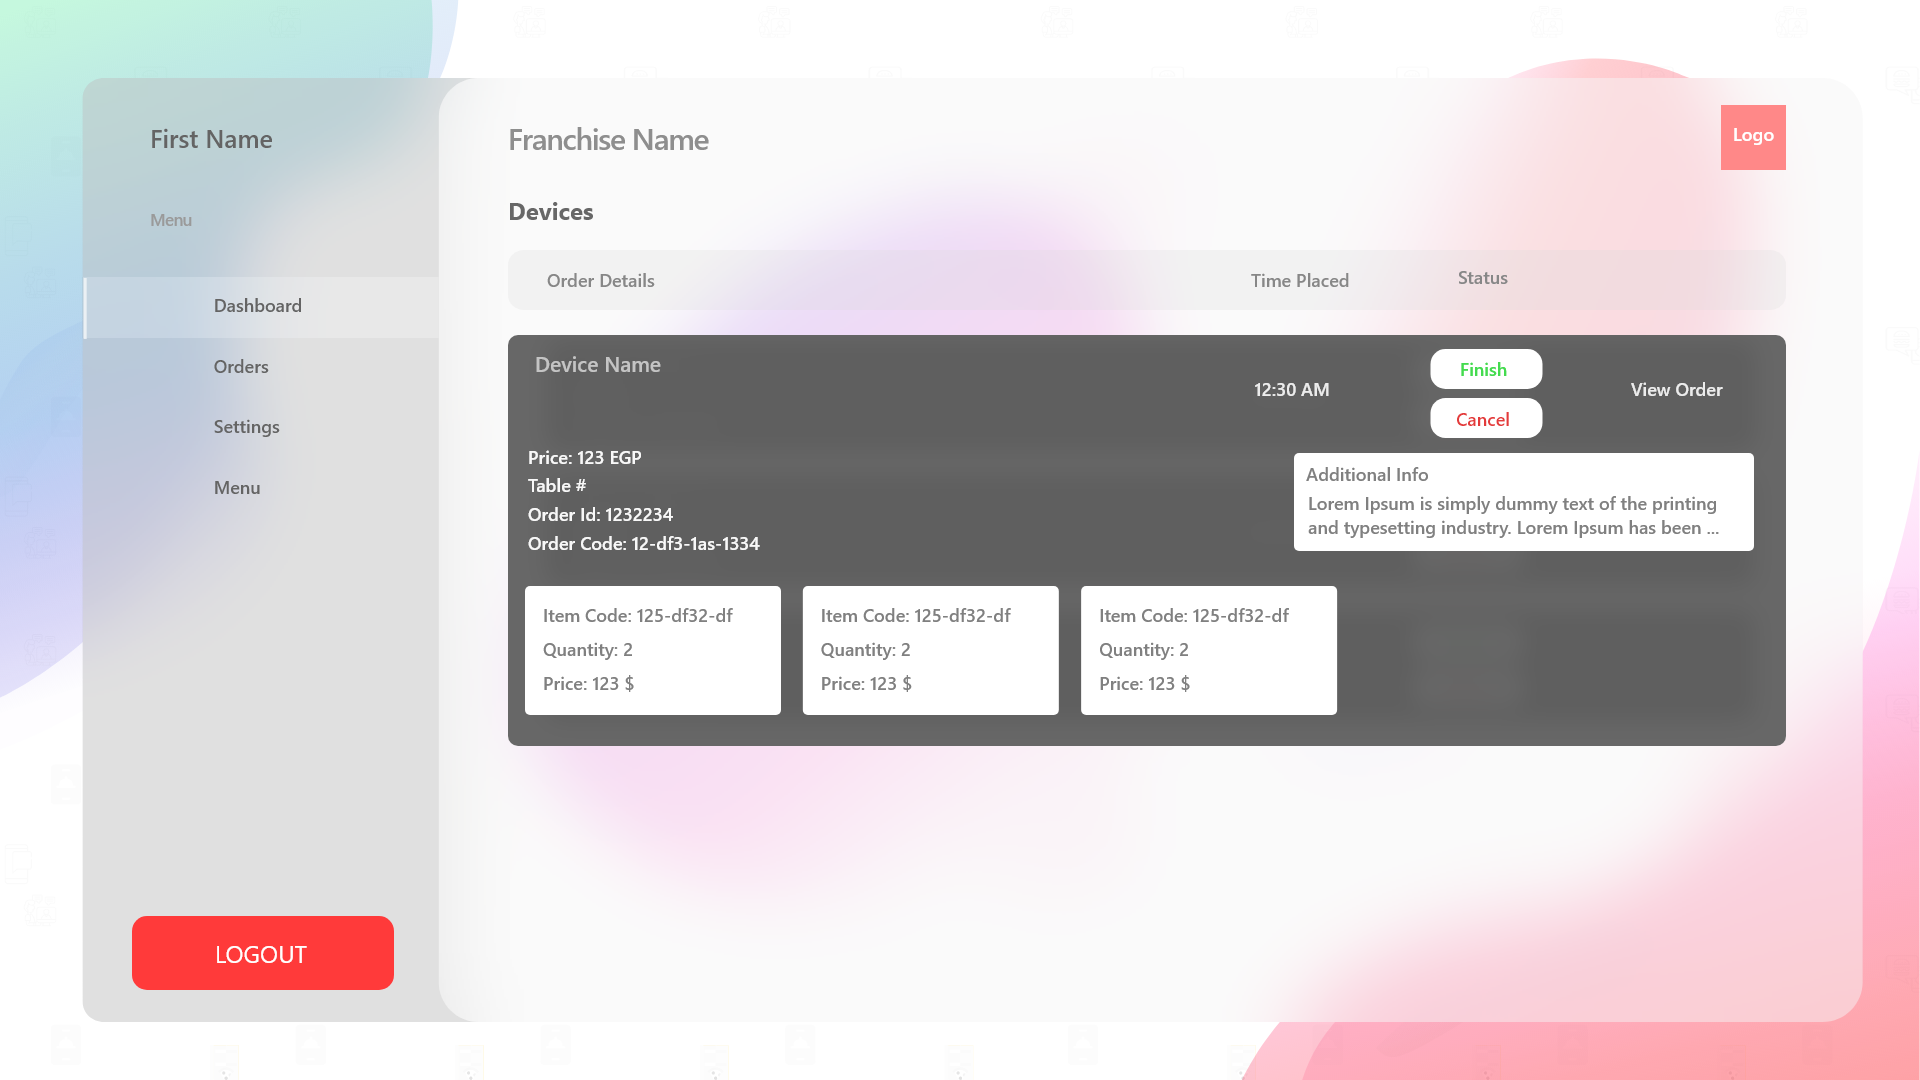 First Name
Menu
Dashboard
Orders
Settings
Menu
LOGOUT
Franchise Name
Logo
Devices
Order Details
Time Placed
Status
Device Name
12:30 AM
Finish
Cancel
View Order
Price: 123 EGP
Table #
Order Id: 1232234
Order Code: 12-df3-1as-1334
Additional Info
Lorem Ipsum is simply dummy text of the printing
and typesetting industry. Lorem Ipsum has been ...
Item Code: 125-df32-df
Quantity: 2
Price: 123 $
Item Code: 125-df32-df
Quantity: 2
Price: 123 $
Item Code: 125-df32-df
Quantity: 2
Price: 123 $